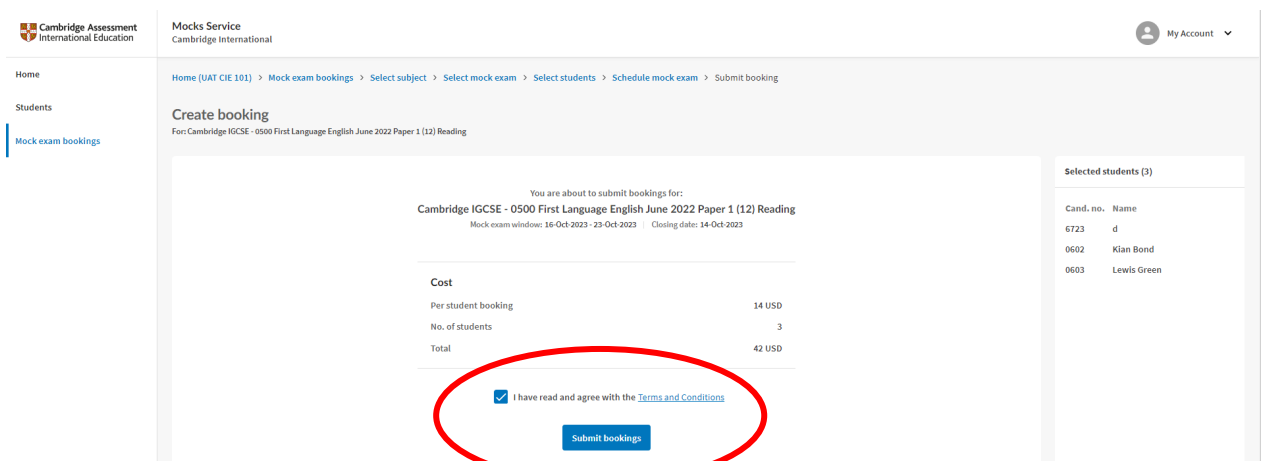 Cambridge Assessment
International Education
Mocks Service
Cambridge International
My Account
Home
Students
Mock exam bookings
Home (UAT CIE 101) > Mock exam bookings > Select subject > Select mock exam > Select students > Schedule mock exam > Submit booking
Create booking
For: Cambridge IGCSE - 0500 First Language English June 2022 Paper 1 (12) Reading
You are about to submit bookings for:
Cambridge IGCSE - 0500 First Language English June 2022 Paper 1 (12) Reading
Mock exam window: 16-Oct-2023 - 23-Oct-2023 | Closing date: 14-Oct-2023
Cost
Per student booking 14 USD
No. of students 3
Total 42 USD
I have read and agree with the Terms and Conditions
Submit bookings
Selected students (3)
Cand. no. Name
6723 d
0602 Kian Bond
0603 Lewis Green